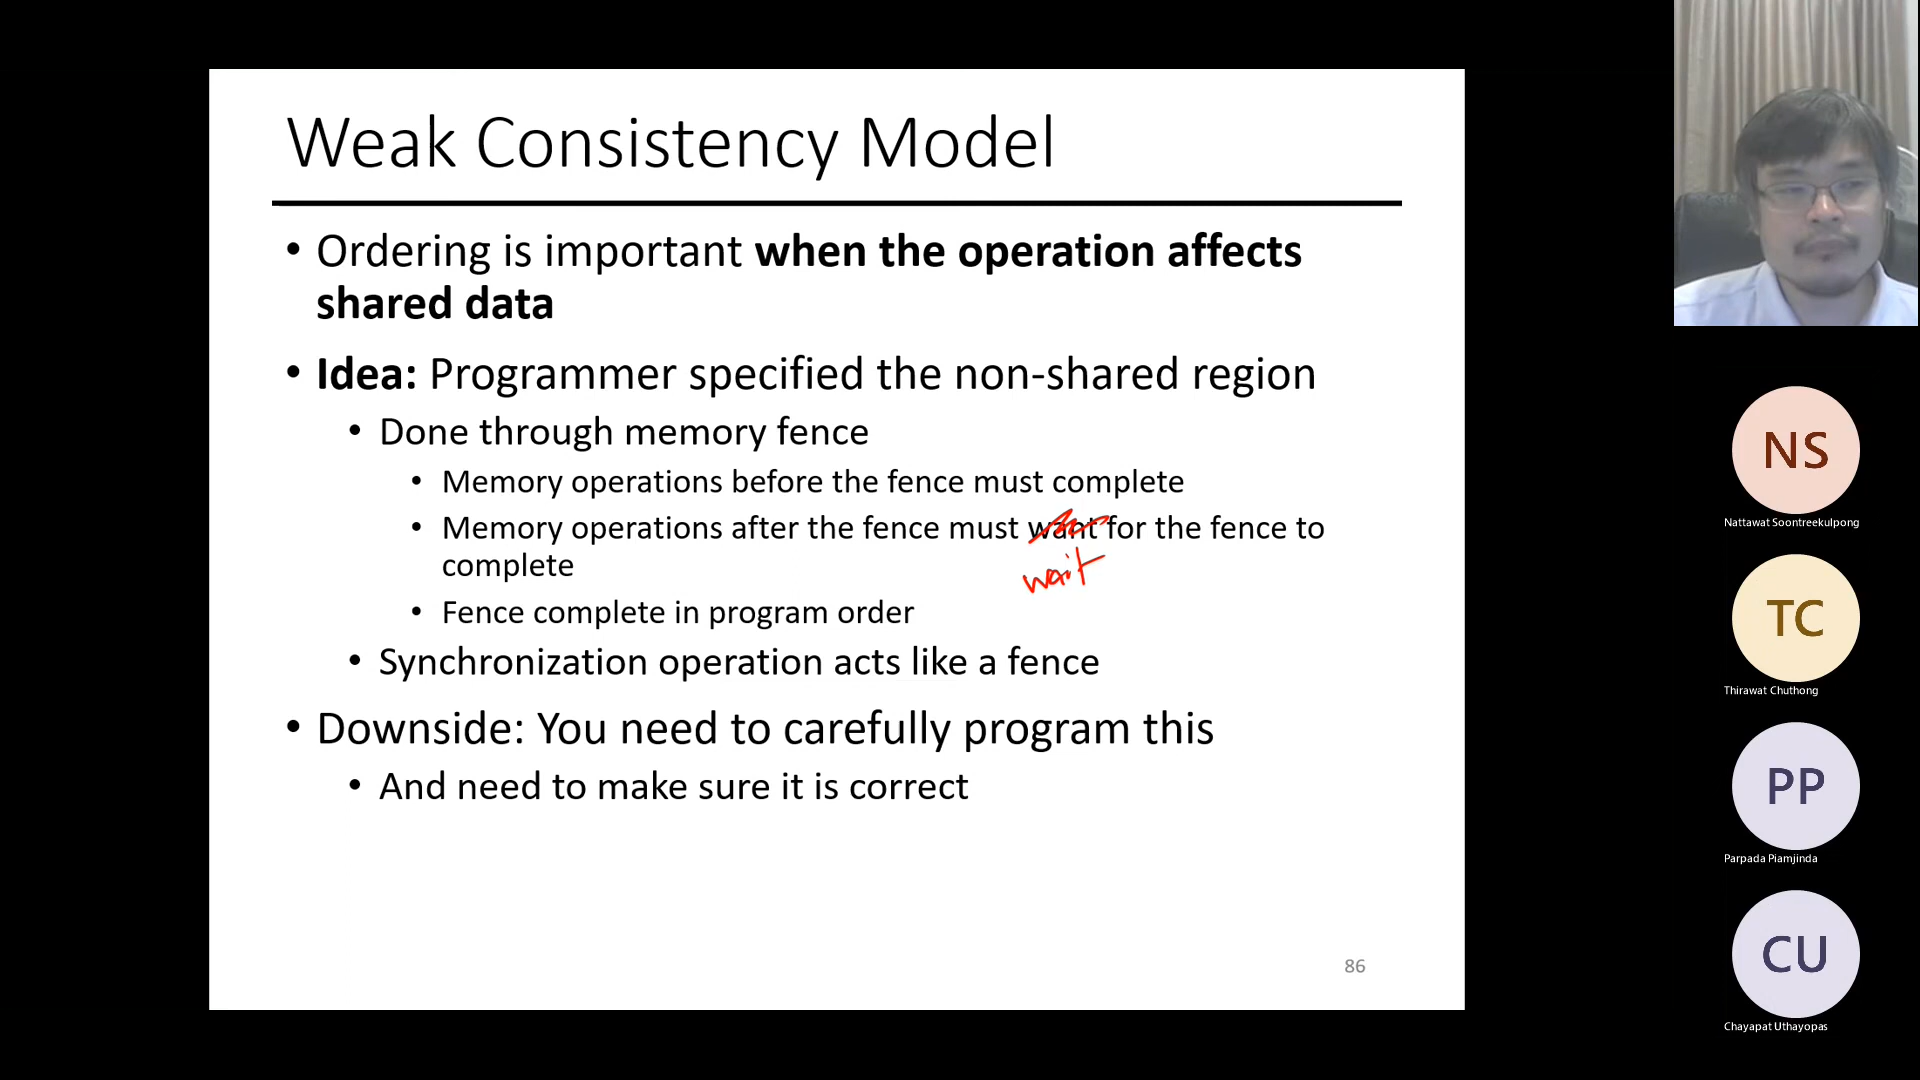 Weak Consistency Model
• Ordering is important when the operation affects
shared data
• Idea: Programmer specified the non-shared region
• Done through memory fence
• Memory operations before the fence must complete
• Memory operations after the fence must want for the fence to
complete
wait
• Fence complete in program order
• Synchronization operation acts like a fence
• Downside: You need to carefully program this
• And need to make sure it is correct
86
NS
Nattawat Soontreekulpong
TC
Thirawat Chuthong
PP
Parpada Piamjinda
CU
Chayapat Uthayopas